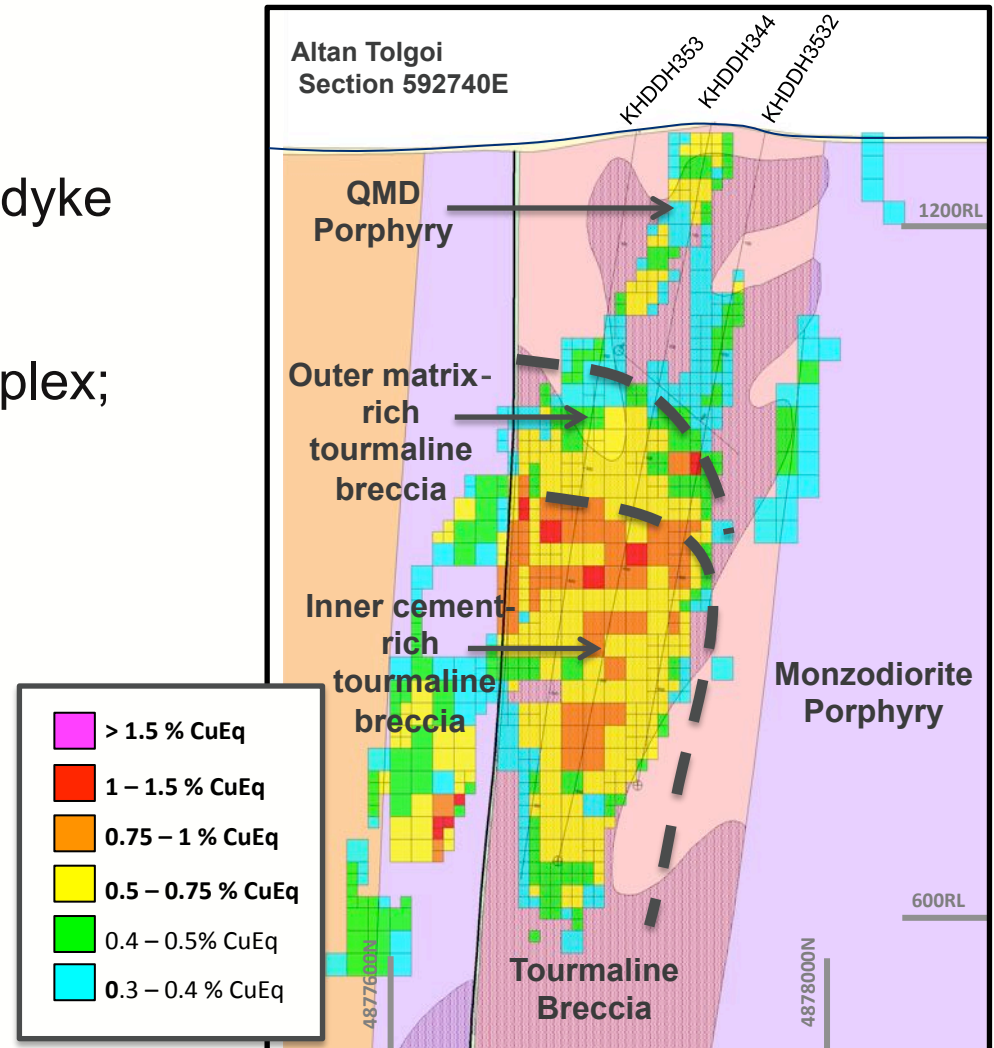 dyke
plex;
Altan Tolgoi
Section 592740E
KHDDH353
KHDDH344
KHDDH3532
QMD
Porphyry
1200RL
Outer matrix-
rich
tourmaline
breccia
Inner cement-
rich
tourmaline
breccia
Monzodiorite
Porphyry
> 1.5 % CuEq
1 – 1.5 % CuEq
0.75 – 1 % CuEq
0.5 – 0.75 % CuEq
0.4 – 0.5% CuEq
0.3 – 0.4 % CuEq
600RL
4877600N
Tourmaline
Breccia
4878000N